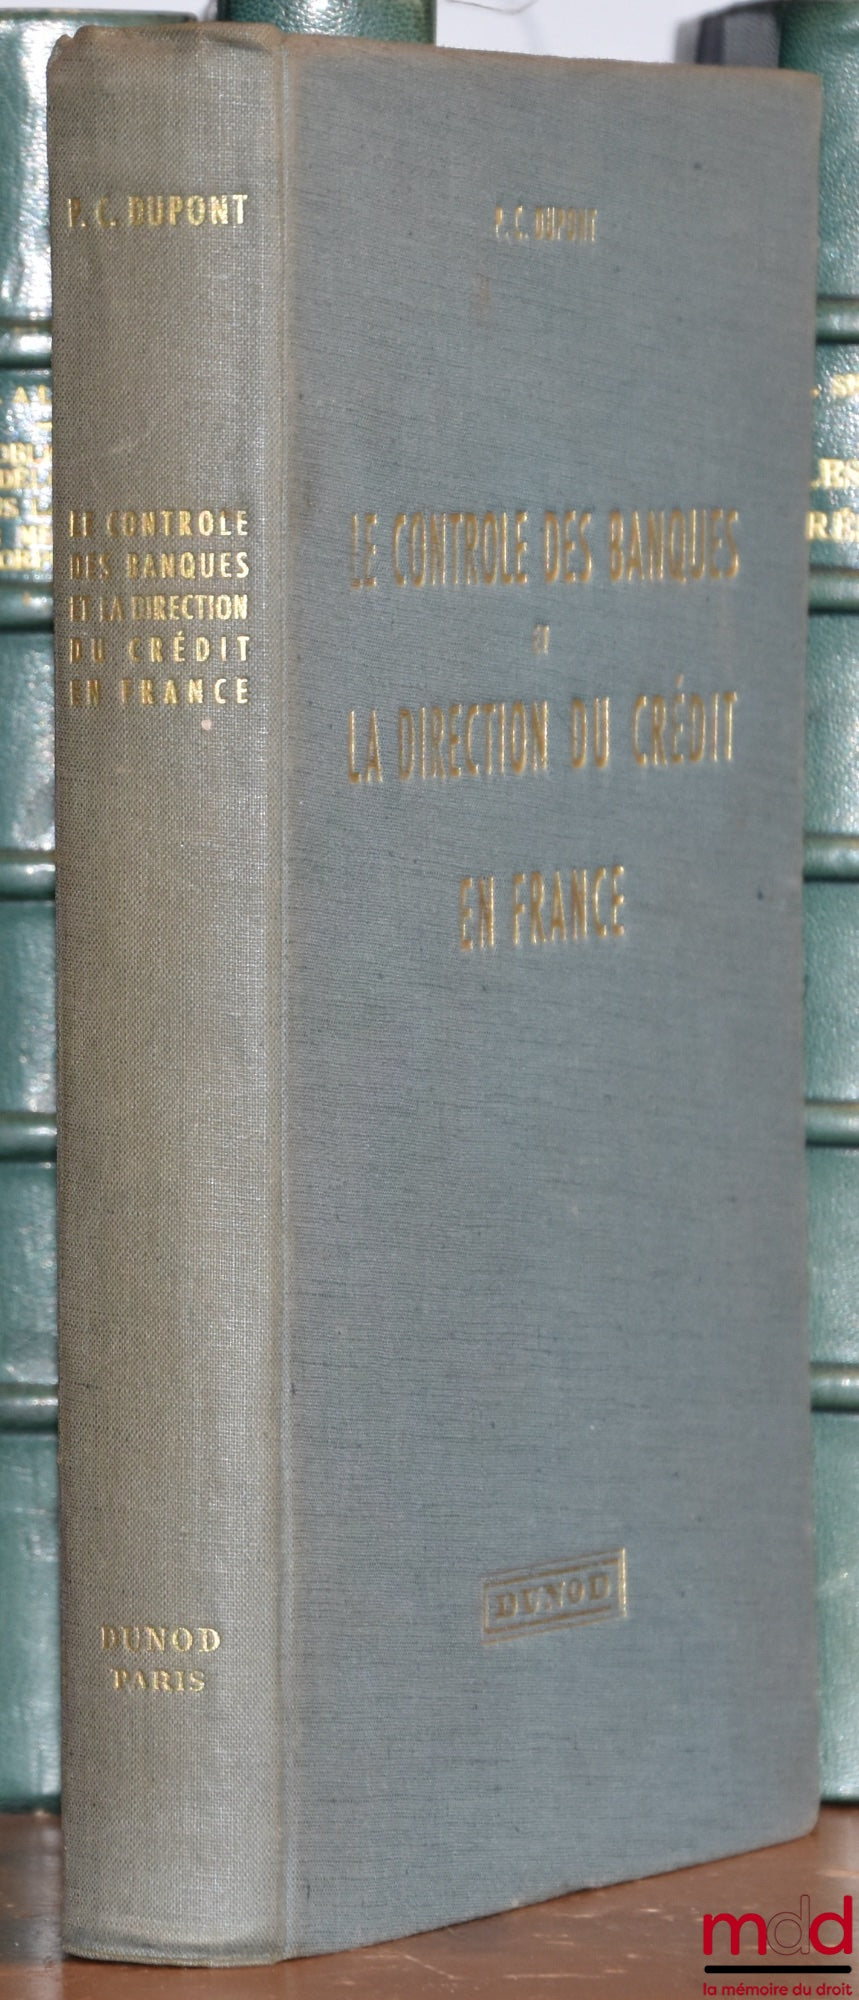 P. C. DUPONT
LE CONTROLE
DES BANQUES
ET LA DIRECTION
DU CRÉDIT
EN FRANCE
DUNOD
PARIS
P. C. DUPONT
LE CONTROLE DES BANQUES
ET
LA DIRECTION DU CRÉDIT
EN FRANCE
DUNOD
mdd
la mémoire du droit